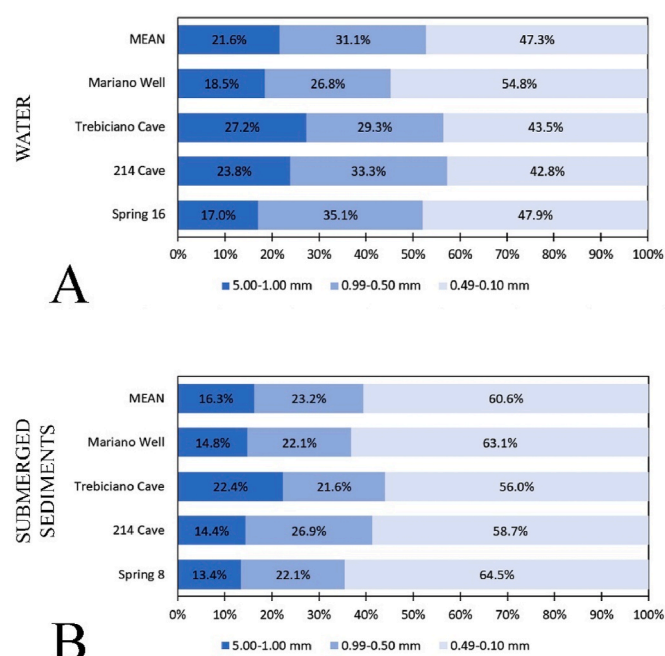 MEAN 21.6% 31.1% 47.3%
Mariano Well 18.5% 26.8% 54.8%
Trebiciano Cave 27.2% 29.3% 43.5%
214 Cave 23.8% 33.3% 42.8%
Spring 16 17.0% 35.1% 47.9%
WATER
0% 10% 20% 30% 40% 50% 60% 70% 80% 90% 100%
A
5.00-1.00 mm 0.99-0.50 mm 0.49-0.10 mm
MEAN 16.3% 23.2% 60.6%
Mariano Well 14.8% 22.1% 63.1%
Trebiciano Cave 22.4% 21.6% 56.0%
214 Cave 14.4% 26.9% 58.7%
Spring 8 13.4% 22.1% 64.5%
SUBMERGED
SEDIMENTS
0% 10% 20% 30% 40% 50% 60% 70% 80% 90% 100%
B
5.00-1.00 mm 0.99-0.50 mm 0.49-0.10 mm